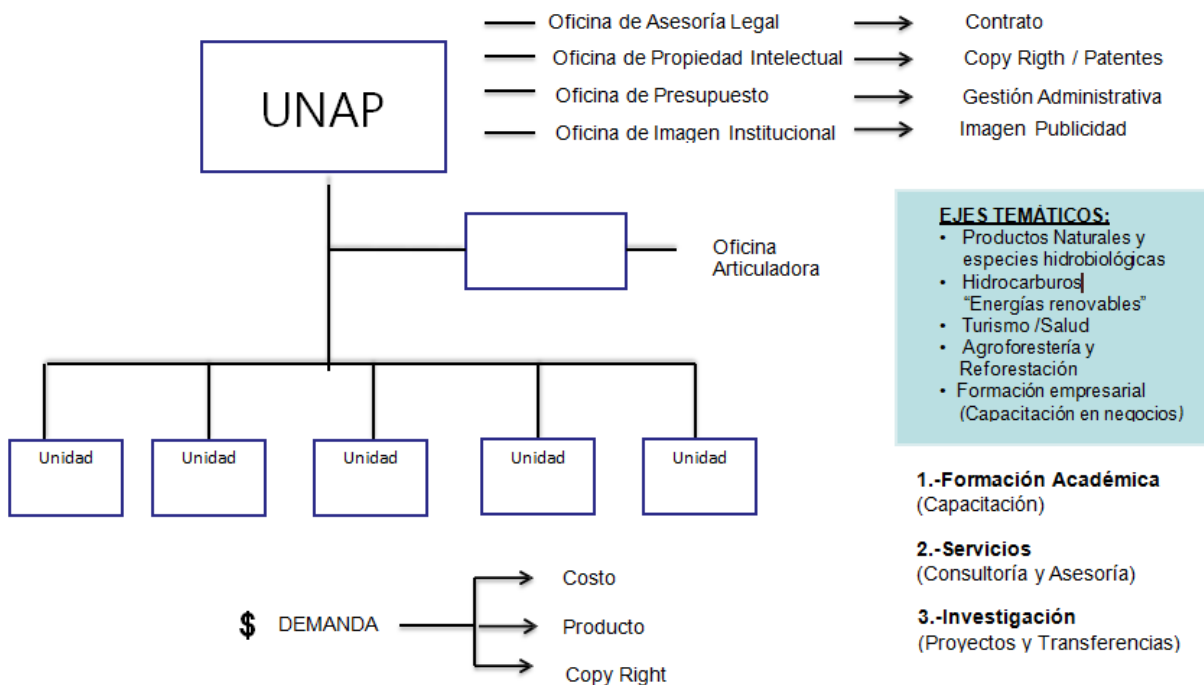 UNAP
Oficina de Asesoría Legal
Contrato
Oficina de Propiedad Intelectual
Copy Rigth / Patentes
Oficina de Presupuesto
Gestión Administrativa
Oficina de Imagen Institucional
Imagen Publicidad
Oficina
Articuladora
EJES TEMÁTICOS:
• Productos Naturales y
especies hidrobiológicas
• Hidrocarburos
“Energías renovables”
• Turismo /Salud
• Agroforestería y
Reforestación
• Formación empresarial
(Capacitación en negocios)
Unidad
Unidad
Unidad
Unidad
Unidad
1.-Formación Académica
(Capacitación)
2.-Servicios
(Consultoría y Asesoría)
3.-Investigación
(Proyectos y Transferencias)
$ DEMANDA
Costo
Producto
Copy Right